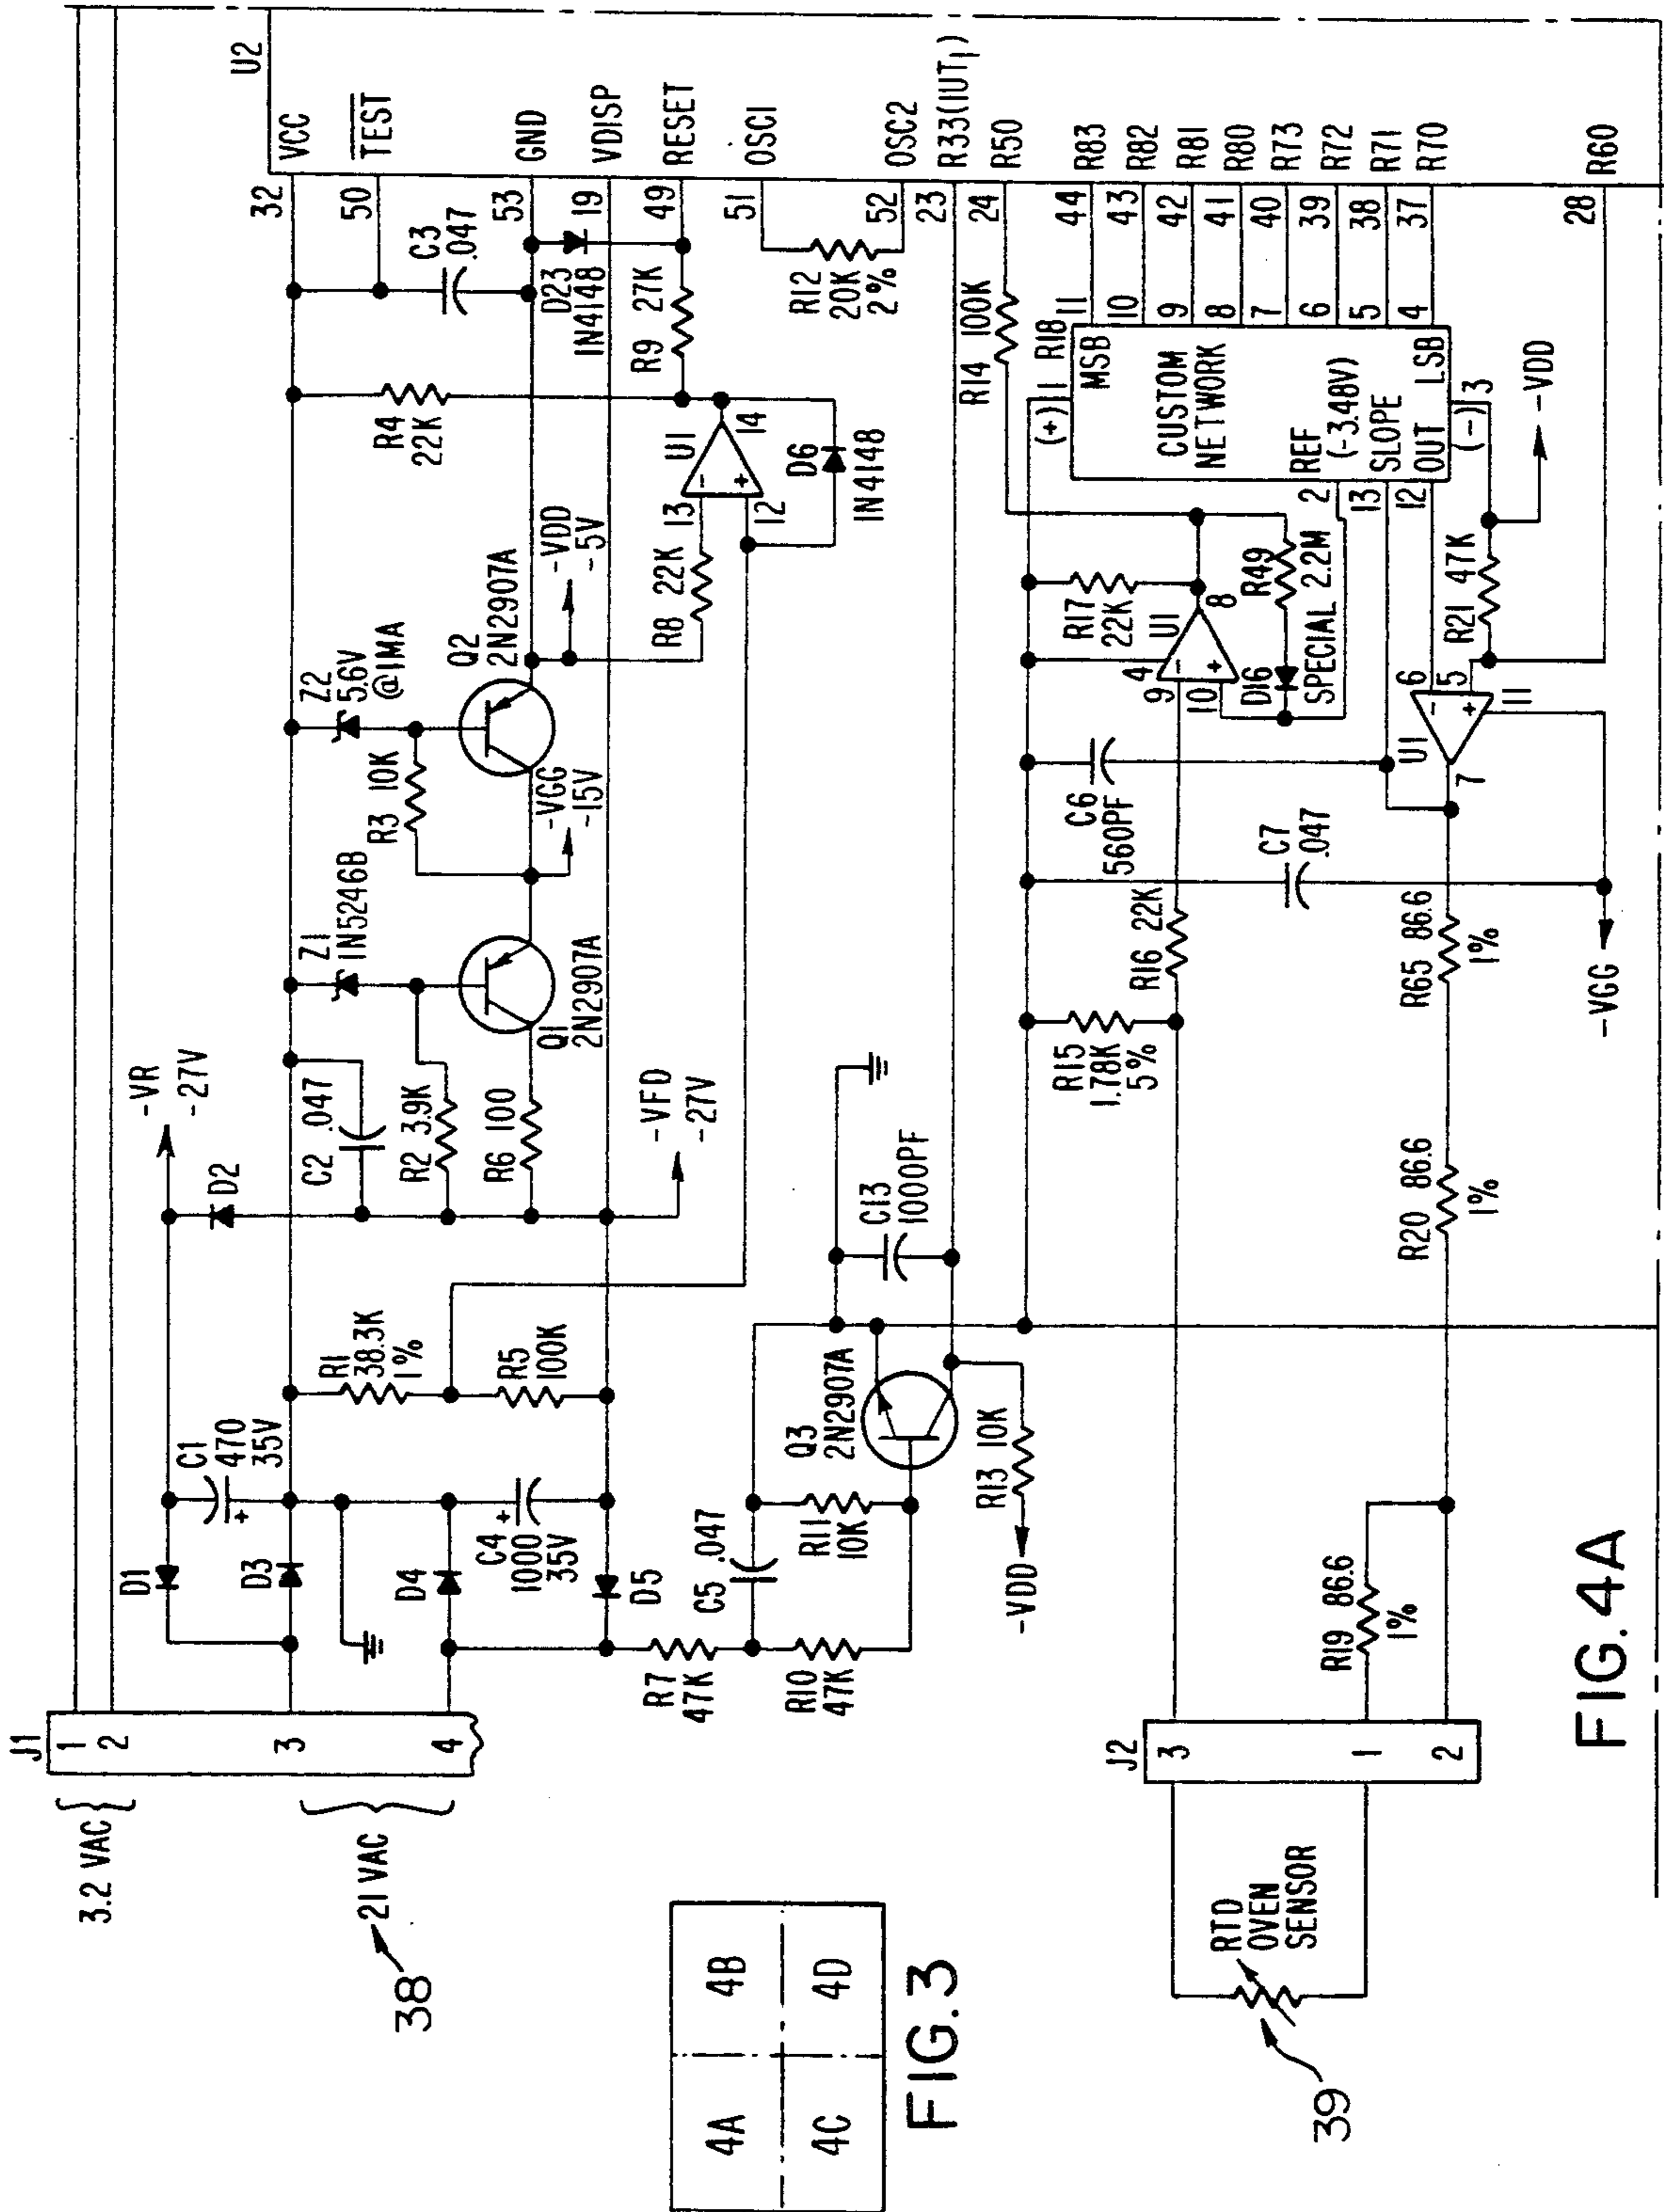 J1
1
2
3
4
3.2 VAC
21 VAC
38
D1
C1
470
35V
D3
D4
C4
1000
35V
D5
R1
38.3K
1%
R5
100K
-VR
-27V
D2
C2 .047
R2 3.9K
R6 100
-VFD
-27V
Z1
1N5246B
Q1
2N2907A
R3 10K
-VGG
-15V
Z2
5.6V
@1MA
Q2
2N2907A
-VDD
-5V
R8 22K
R4
22K
13
12
U1
14
D6
1N4148
C3
.047
D23
1N4148
R9 27K
R12
20K
2%
U2
32
VCC
50
TEST
53
GND
19
VDISP
49
RESET
51
OSC1
52
OSC2
23
R33(1UT1)
24
R50
44
R83
43
R82
42
R81
41
R80
40
R73
39
R72
38
R71
37
R70
28
R60
R7
47K
C5 .047
R10
47K
R11
10K
Q3
2N2907A
C13
1000PF
R13 10K
-VDD
R14 100K
R18
(+) 1
MSB
11
10
9
8
7
6
5
4
CUSTOM
NETWORK
2
REF
(-3.48V)
13
SLOPE
12
OUT
LSB
(-) 3
-VDD
R15
1.78K
5%
R16 22K
R17
22K
U1
4
9
10
8
D16
R49
SPECIAL 2.2M
C6
560PF
C7
.047
R21 47K
U1
6
5
7
11
-VGG
R65 86.6
1%
R20 86.6
1%
R19 86.6
1%
J2
3
1
2
RTD
OVEN
SENSOR
39
4A
4B
4C
4D
FIG.3
FIG.4A